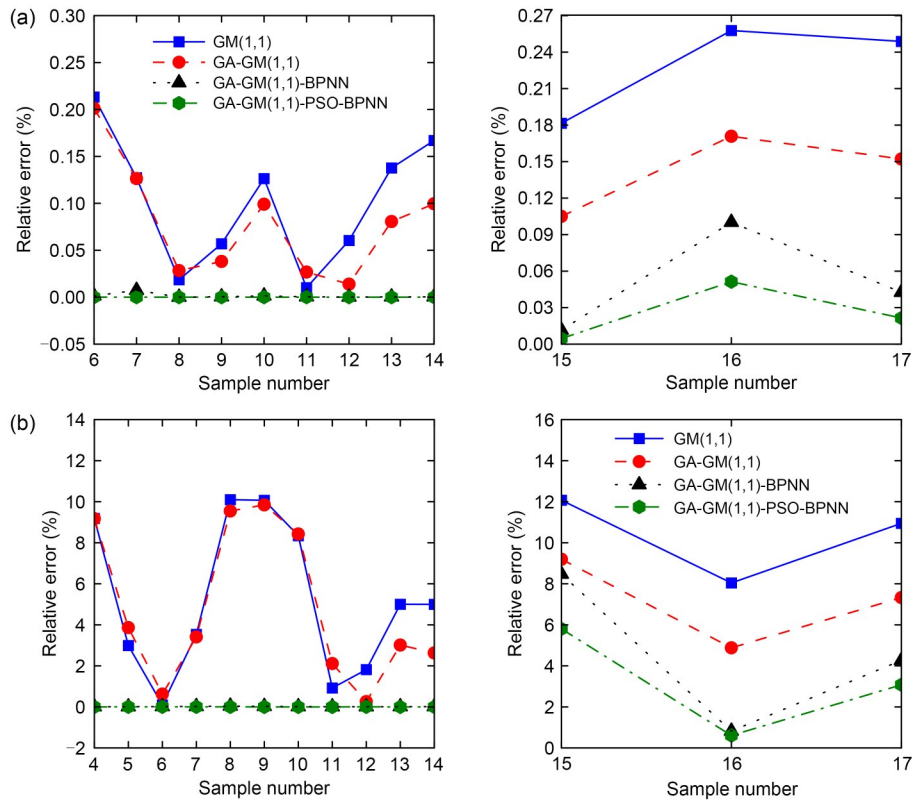 (a)
0.30
0.25
0.20
0.15
0.10
0.05
0.00
−0.05
Relative error (%)
GM(1,1)
GA-GM(1,1)
GA-GM(1,1)-BPNN
GA-GM(1,1)-PSO-BPNN
6 7 8 9 10 11 12 13 14
Sample number
0.27
0.24
0.21
0.18
0.15
0.12
0.09
0.06
0.03
0.00
Relative error (%)
15 16 17
Sample number
(b)
14
12
10
8
6
4
2
0
−2
Relative error (%)
4 5 6 7 8 9 10 11 12 13 14
Sample number
16
14
12
10
8
6
4
2
0
Relative error (%)
GM(1,1)
GA-GM(1,1)
GA-GM(1,1)-BPNN
GA-GM(1,1)-PSO-BPNN
15 16 17
Sample number